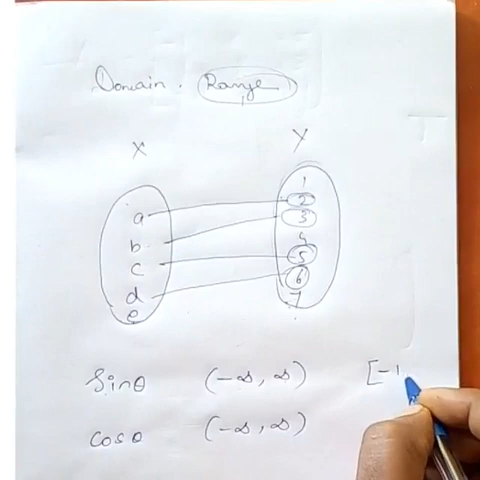 Domain . Range
X Y
1
a 2
3
b 4
c 5
d 6
e 7
Sinθ (-∞, ∞) [-1
cosθ (-∞, ∞)